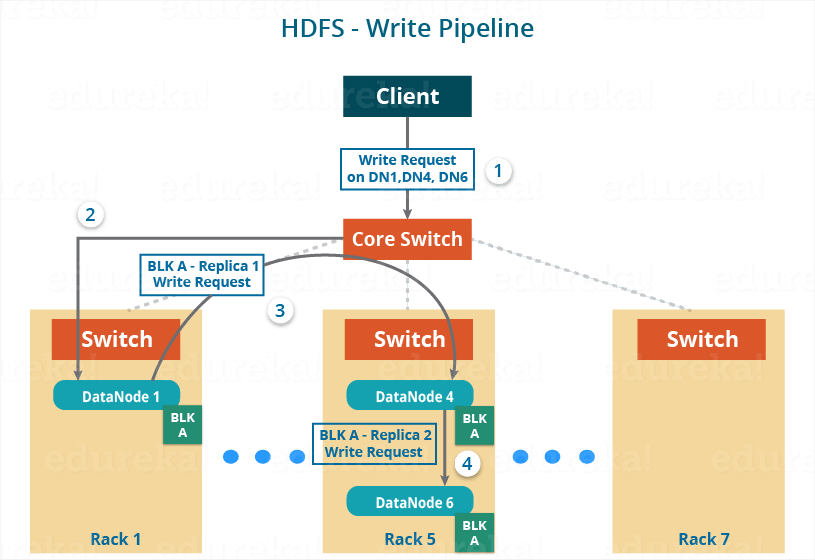 HDFS - Write Pipeline
edureka!
Client
Write Request
on DN1,DN4, DN6
1
2
Core Switch
BLK A - Replica 1
Write Request
3
Switch
Switch
Switch
DataNode 1
DataNode 4
BLK
A
BLK
A
BLK A - Replica 2
Write Request
4
DataNode 6
BLK
A
Rack 1
Rack 5
Rack 7